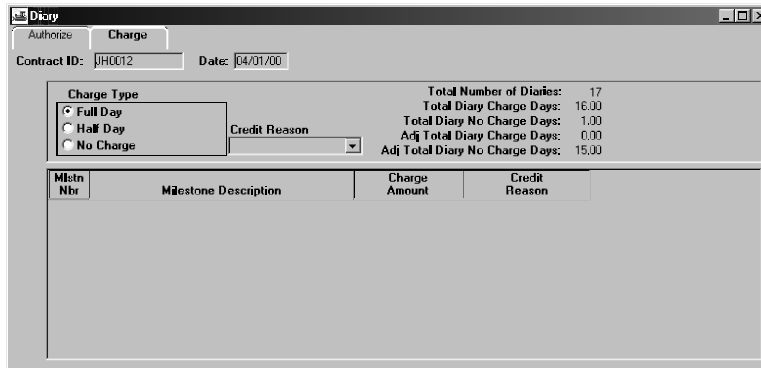 Diary
Authorize Charge
Contract ID: JH0012 Date: 04/01/00
Charge Type
Full Day
Half Day
No Charge
Credit Reason
Total Number of Diaries: 17
Total Diary Charge Days: 16.00
Total Diary No Charge Days: 1.00
Adj Total Diary Charge Days: 0.00
Adj Total Diary No Charge Days: 15.00
Mlstn Nbr Milestone Description Charge Amount Credit Reason